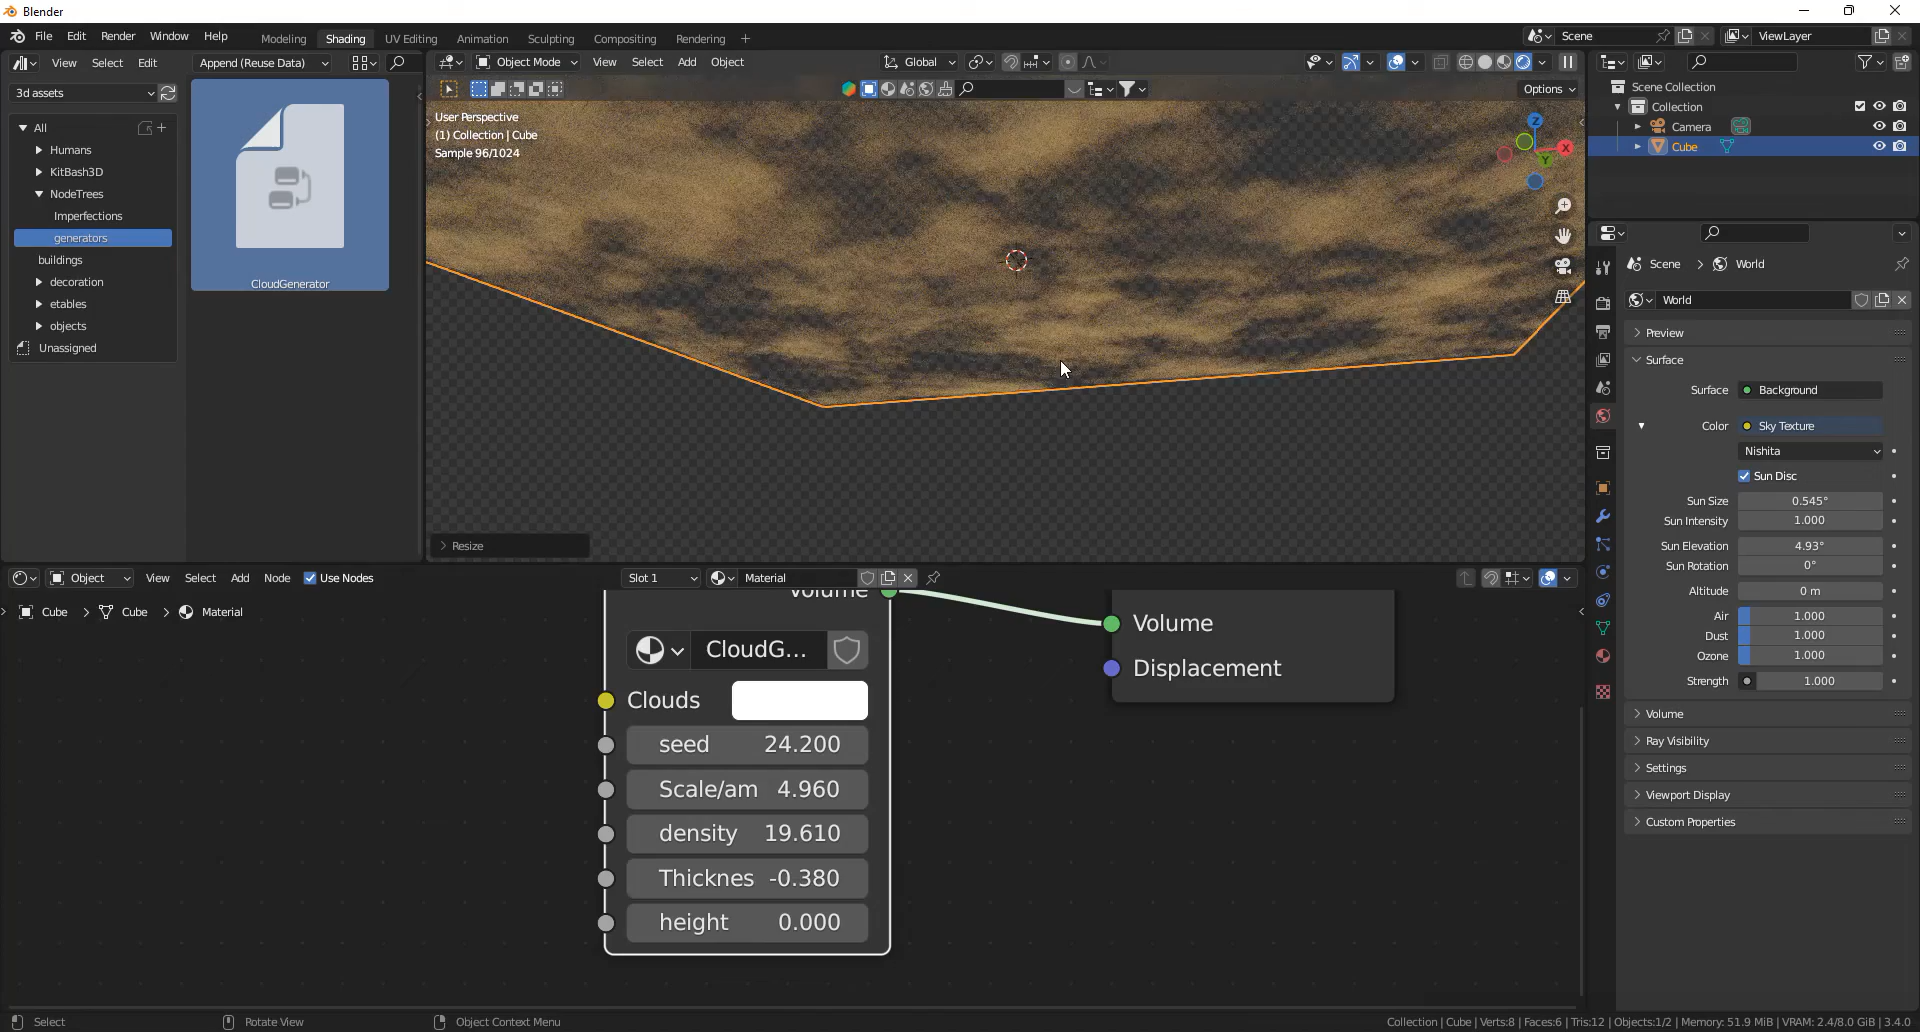 Blender
File Edit Render Window Help
Modeling Shading UV Editing Animation Sculpting Compositing Rendering +
Scene
ViewLayer
View Select Edit Append (Reuse Data)
Object Mode View Select Add Object
Global
3d assets
Options
All
Humans
KitBash3D
NodeTrees
Imperfections
generators
buildings
decoration
etables
objects
Unassigned
CloudGenerator
User Perspective
(1) Collection | Cube
Sample 96/1024
Z
X
Y
Resize
Scene Collection
Collection
Camera
Cube
Scene > World
World
Preview
Surface
Surface Background
Color Sky Texture
Nishita
Sun Disc
Sun Size 0.545°
Sun Intensity 1.000
Sun Elevation 4.93°
Sun Rotation 0°
Altitude 0 m
Air 1.000
Dust 1.000
Ozone 1.000
Strength 1.000
Volume
Ray Visibility
Settings
Viewport Display
Custom Properties
Object View Select Add Node Use Nodes
Slot 1 Material
Cube > Cube > Material
Volume
CloudG...
Clouds
seed 24.200
Scale/am 4.960
density 19.610
Thicknes -0.380
height 0.000
Volume
Displacement
Select
Rotate View
Object Context Menu
Collection | Cube | Verts:8 | Faces:6 | Tris:12 | Objects:1/2 | Memory: 51.9 MiB | VRAM: 2.4/8.0 GiB | 3.4.0